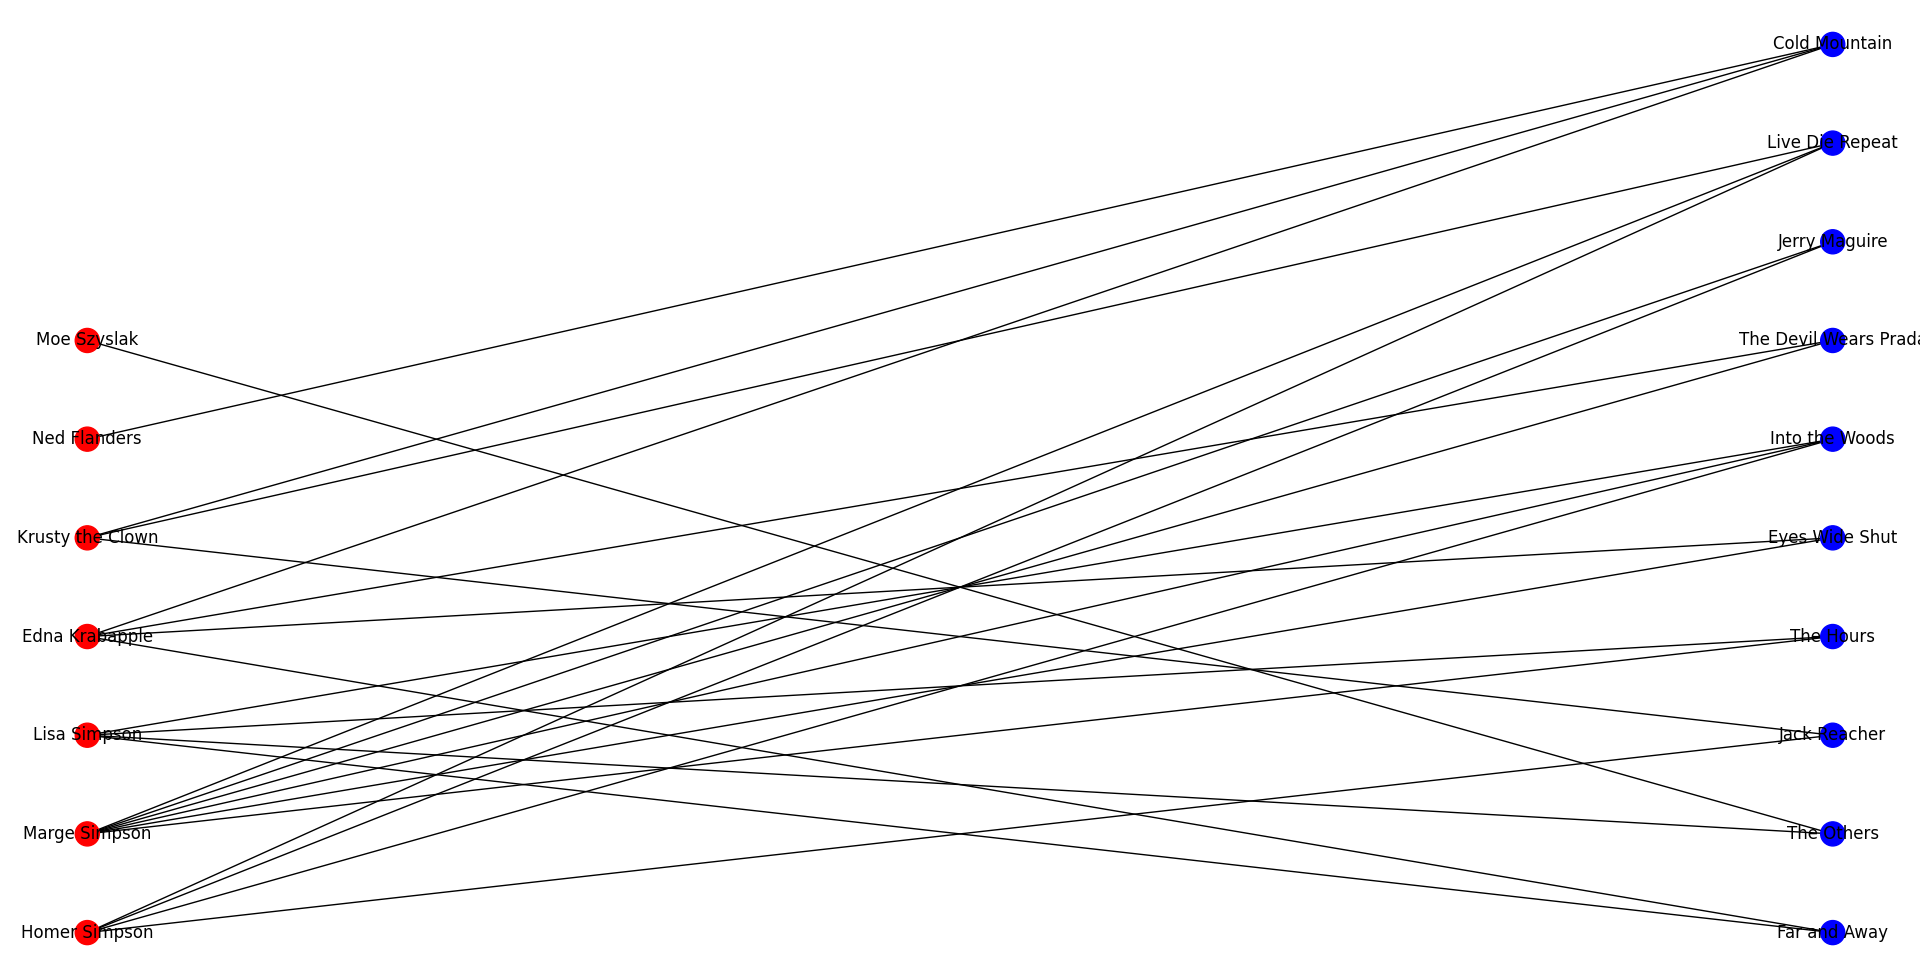 Cold Mountain
Live Die Repeat
Jerry Maguire
Moe Szyslak
The Devil Wears Prada
Ned Flanders
Into the Woods
Krusty the Clown
Eyes Wide Shut
Edna Krabapple
The Hours
Lisa Simpson
Jack Reacher
Marge Simpson
The Others
Homer Simpson
Far and Away